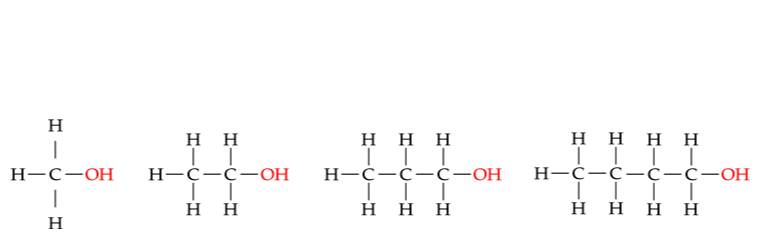 H
H—C—OH
H
H H
H—C—C—OH
H H
H H H
H—C—C—C—OH
H H H
H H H H
H—C—C—C—C—OH
H H H H